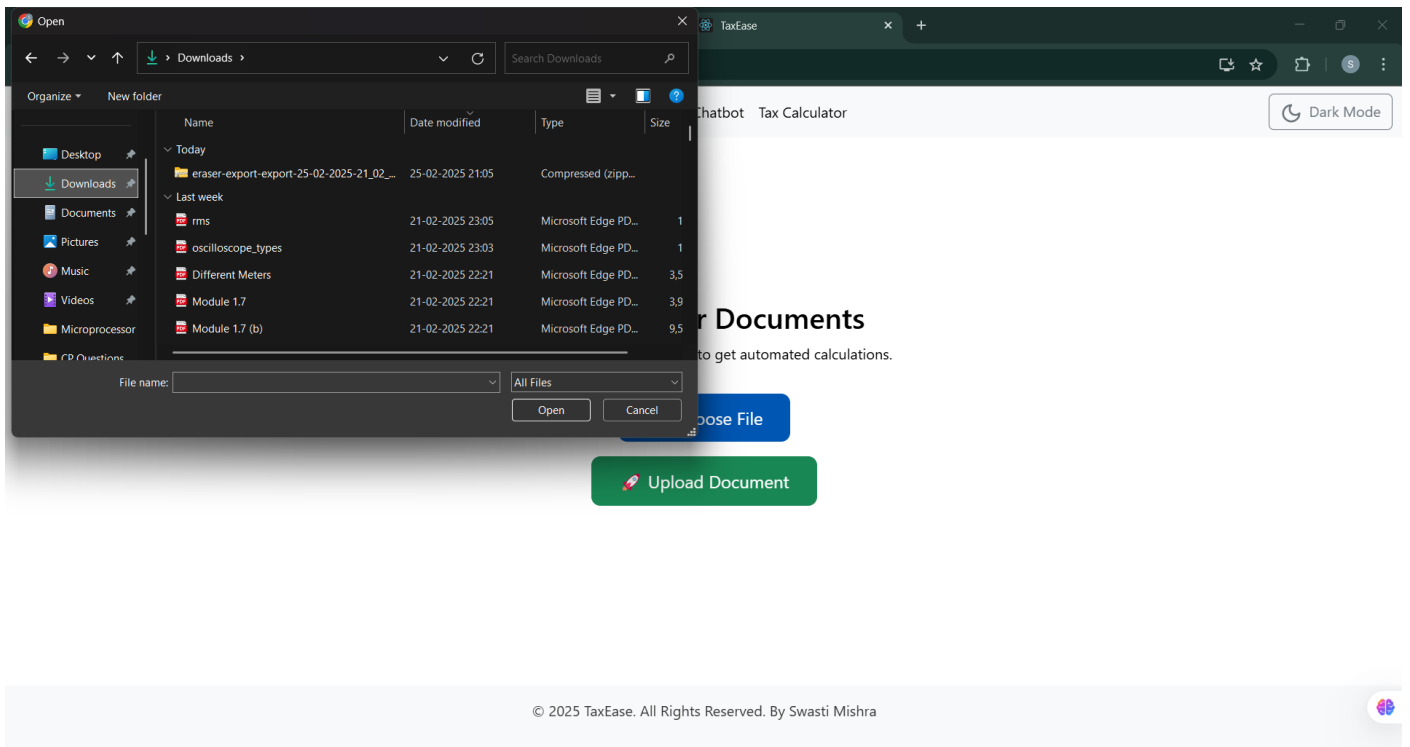 Open
TaxEase
Downloads
Search Downloads
S
Organize
New folder
Chatbot Tax Calculator
Dark Mode
Name Date modified Type Size
Desktop
Downloads
Documents
Pictures
Music
Videos
Microprocessor
CP Questions
Today
eraser-export-export-25-02-2025-21_02_... 25-02-2025 21:05 Compressed (zipp...
Last week
rms 21-02-2025 23:05 Microsoft Edge PD... 1
oscilloscope_types 21-02-2025 23:03 Microsoft Edge PD... 1
Different Meters 21-02-2025 22:21 Microsoft Edge PD... 3,5
Module 1.7 21-02-2025 22:21 Microsoft Edge PD... 3,9
Module 1.7 (b) 21-02-2025 22:21 Microsoft Edge PD... 9,5
File name:
All Files
Open
Cancel
r Documents
to get automated calculations.
oose File
Upload Document
© 2025 TaxEase. All Rights Reserved. By Swasti Mishra